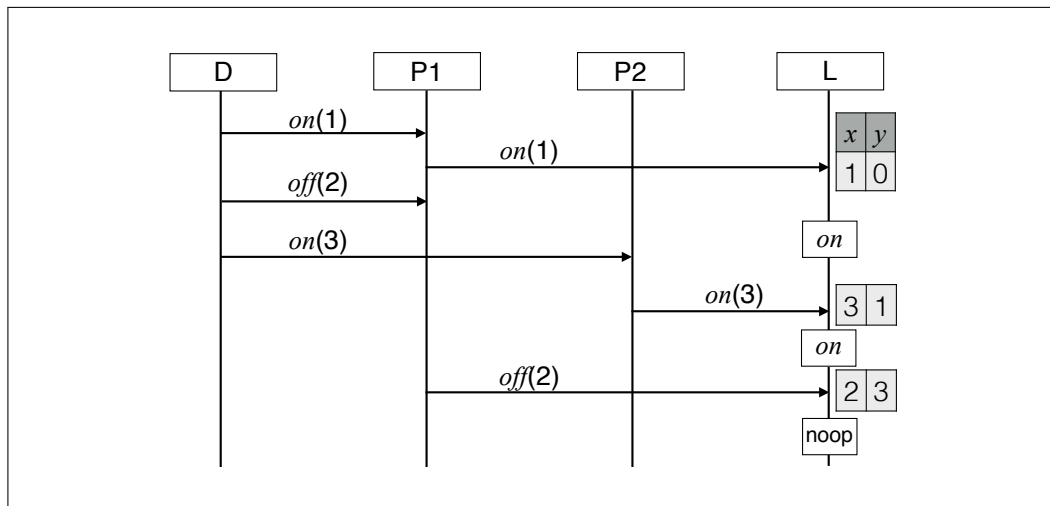 D P1 P2 L
on(1)
x y
on(1)
1 0
off(2)
on
on(3)
on(3)
3 1
on
off(2)
2 3
noop